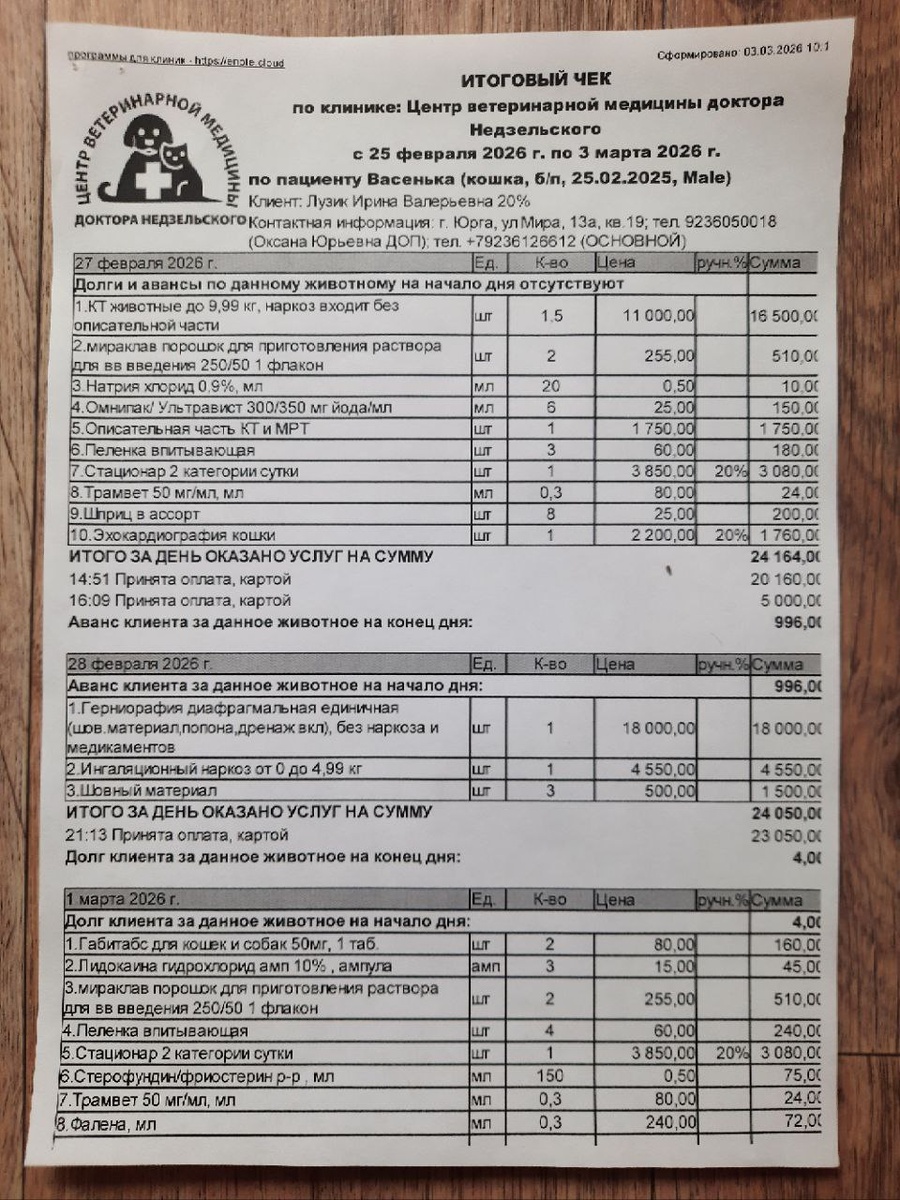 программы для клиник - https://enote.cloud
Сформировано: 03.03.2026 10:1
ЦЕНТР ВЕТЕРИНАРНОЙ МЕДИЦИНЫ
ДОКТОРА НЕДЗЕЛЬСКОГО
ИТОГОВЫЙ ЧЕК
по клинике: Центр ветеринарной медицины доктора
Недзельского
с 25 февраля 2026 г. по 3 марта 2026 г.
по пациенту Васенька (кошка, б/п, 25.02.2025, Male)
Клиент: Лузик Ирина Валерьевна 20%
Контактная информация: г. Юрга, ул Мира, 13а, кв.19; тел. 9236050018
(Оксана Юрьевна ДОП); тел. +79236126612 (ОСНОВНОЙ)
27 февраля 2026 г. Ед. К-во Цена ручн.% Сумма
Долги и авансы по данному животному на начало дня отсутствуют
1.КТ животные до 9,99 кг, наркоз входит без
описательной части шт 1,5 11 000,00 16 500,00
2.мираклав порошок для приготовления раствора
для вв введения 250/50 1 флакон шт 2 255,00 510,00
3.Натрия хлорид 0,9%, мл мл 20 0,50 10,00
4.Омнипак/ Ультравист 300/350 мг йода/мл мл 6 25,00 150,00
5.Описательная часть КТ и МРТ шт 1 1 750,00 1 750,00
6.Пеленка впитывающая шт 3 60,00 180,00
7.Стационар 2 категории сутки шт 1 3 850,00 20% 3 080,00
8.Трамвет 50 мг/мл, мл мл 0,3 80,00 24,00
9.Шприц в ассорт шт 8 25,00 200,00
10.Эхокардиография кошки шт 1 2 200,00 20% 1 760,00
ИТОГО ЗА ДЕНЬ ОКАЗАНО УСЛУГ НА СУММУ 24 164,00
14:51 Принята оплата, картой 20 160,00
16:09 Принята оплата, картой 5 000,00
Аванс клиента за данное животное на конец дня: 996,00
28 февраля 2026 г. Ед. К-во Цена ручн.% Сумма
Аванс клиента за данное животное на начало дня: 996,00
1.Герниорафия диафрагмальная единичная
(шов.материал,попона,дренаж вкл), без наркоза и
медикаментов шт 1 18 000,00 18 000,00
2.Ингаляционный наркоз от 0 до 4,99 кг шт 1 4 550,00 4 550,00
3.Шовный материал шт 3 500,00 1 500,00
ИТОГО ЗА ДЕНЬ ОКАЗАНО УСЛУГ НА СУММУ 24 050,00
21:13 Принята оплата, картой 23 050,00
Долг клиента за данное животное на конец дня: 4,00
1 марта 2026 г. Ед. К-во Цена ручн.% Сумма
Долг клиента за данное животное на начало дня: 4,00
1.Габитабс для кошек и собак 50мг, 1 таб. шт 2 80,00 160,00
2.Лидокаина гидрохлорид амп 10% , ампула амп 3 15,00 45,00
3.мираклав порошок для приготовления раствора
для вв введения 250/50 1 флакон шт 2 255,00 510,00
4.Пеленка впитывающая шт 4 60,00 240,00
5.Стационар 2 категории сутки шт 1 3 850,00 20% 3 080,00
6.Стерофундин/фриостерин р-р , мл мл 150 0,50 75,00
7.Трамвет 50 мг/мл, мл мл 0,3 80,00 24,00
8.Фалена, мл мл 0,3 240,00 72,00